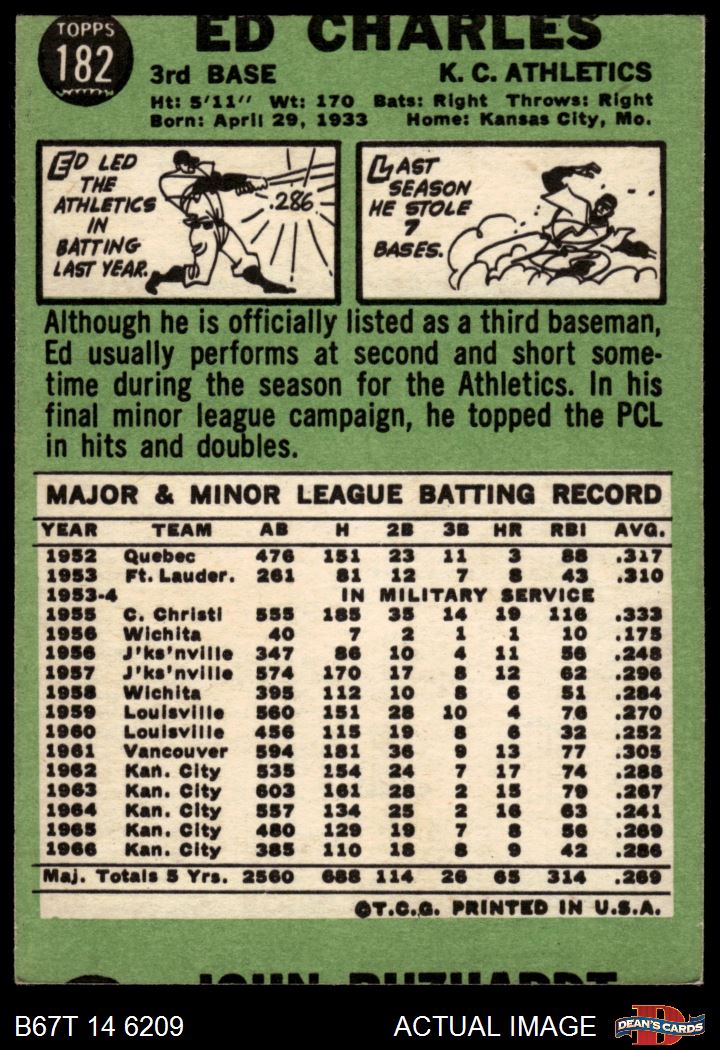 TOPPS
182
ED CHARLES
3rd BASE K. C. ATHLETICS
Ht: 5'11" Wt: 170 Bats: Right Throws: Right
Born: April 29, 1933 Home: Kansas City, Mo.
ED LED
THE
ATHLETICS
IN
BATTING
LAST YEAR.
.286
LAST
SEASON
HE STOLE
7
BASES.
Although he is officially listed as a third baseman,
Ed usually performs at second and short some-
time during the season for the Athletics. In his
final minor league campaign, he topped the PCL
in hits and doubles.
MAJOR & MINOR LEAGUE BATTING RECORD
YEAR TEAM AB H 2B 3B HR RBI AVG.
1952 Quebec 476 151 23 11 3 88 .317
1953 Ft. Lauder. 261 81 12 7 8 43 .310
1953-4 IN MILITARY SERVICE
1955 C. Christi 555 185 35 14 19 116 .333
1956 Wichita 40 7 2 1 1 10 .175
1956 J'ks'nville 347 86 10 4 11 56 .248
1957 J'ks'nville 574 170 17 8 12 62 .296
1958 Wichita 395 112 10 8 6 51 .284
1959 Louisville 560 151 28 10 4 76 .270
1960 Louisville 456 115 19 8 6 32 .252
1961 Vancouver 594 181 36 9 13 77 .305
1962 Kan. City 535 154 24 7 17 74 .288
1963 Kan. City 603 161 28 2 15 79 .267
1964 Kan. City 557 134 25 2 16 63 .241
1965 Kan. City 480 129 19 7 8 56 .269
1966 Kan. City 385 110 18 8 9 42 .286
Maj. Totals 5 Yrs. 2560 688 114 26 65 314 .269
©T.C.G. PRINTED IN U.S.A.
JOHN BUZHARDT
B67T 14 6209 ACTUAL IMAGE
D
DEAN'S CARDS